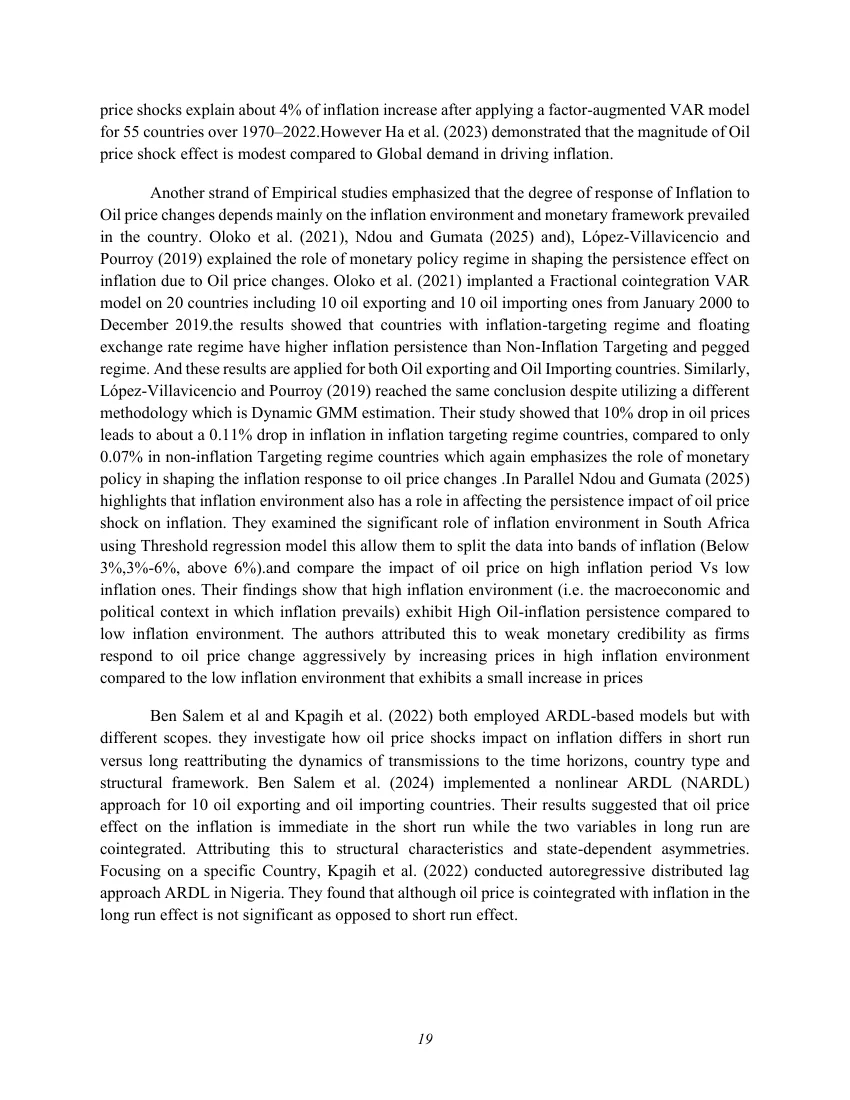 price shocks explain about 4% of inflation increase after applying a factor-augmented VAR model
for 55 countries over 1970–2022.However Ha et al. (2023) demonstrated that the magnitude of Oil
price shock effect is modest compared to Global demand in driving inflation.
Another strand of Empirical studies emphasized that the degree of response of Inflation to
Oil price changes depends mainly on the inflation environment and monetary framework prevailed
in the country. Oloko et al. (2021), Ndou and Gumata (2025) and), López-Villavicencio and
Pourroy (2019) explained the role of monetary policy regime in shaping the persistence effect on
inflation due to Oil price changes. Oloko et al. (2021) implanted a Fractional cointegration VAR
model on 20 countries including 10 oil exporting and 10 oil importing ones from January 2000 to
December 2019.the results showed that countries with inflation-targeting regime and floating
exchange rate regime have higher inflation persistence than Non-Inflation Targeting and pegged
regime. And these results are applied for both Oil exporting and Oil Importing countries. Similarly,
López-Villavicencio and Pourroy (2019) reached the same conclusion despite utilizing a different
methodology which is Dynamic GMM estimation. Their study showed that 10% drop in oil prices
leads to about a 0.11% drop in inflation in inflation targeting regime countries, compared to only
0.07% in non-inflation Targeting regime countries which again emphasizes the role of monetary
policy in shaping the inflation response to oil price changes .In Parallel Ndou and Gumata (2025)
highlights that inflation environment also has a role in affecting the persistence impact of oil price
shock on inflation. They examined the significant role of inflation environment in South Africa
using Threshold regression model this allow them to split the data into bands of inflation (Below
3%,3%-6%, above 6%).and compare the impact of oil price on high inflation period Vs low
inflation ones. Their findings show that high inflation environment (i.e. the macroeconomic and
political context in which inflation prevails) exhibit High Oil-inflation persistence compared to
low inflation environment. The authors attributed this to weak monetary credibility as firms
respond to oil price change aggressively by increasing prices in high inflation environment
compared to the low inflation environment that exhibits a small increase in prices
Ben Salem et al and Kpagih et al. (2022) both employed ARDL-based models but with
different scopes. they investigate how oil price shocks impact on inflation differs in short run
versus long reattributing the dynamics of transmissions to the time horizons, country type and
structural framework. Ben Salem et al. (2024) implemented a nonlinear ARDL (NARDL)
approach for 10 oil exporting and oil importing countries. Their results suggested that oil price
effect on the inflation is immediate in the short run while the two variables in long run are
cointegrated. Attributing this to structural characteristics and state-dependent asymmetries.
Focusing on a specific Country, Kpagih et al. (2022) conducted autoregressive distributed lag
approach ARDL in Nigeria. They found that although oil price is cointegrated with inflation in the
long run effect is not significant as opposed to short run effect.
19